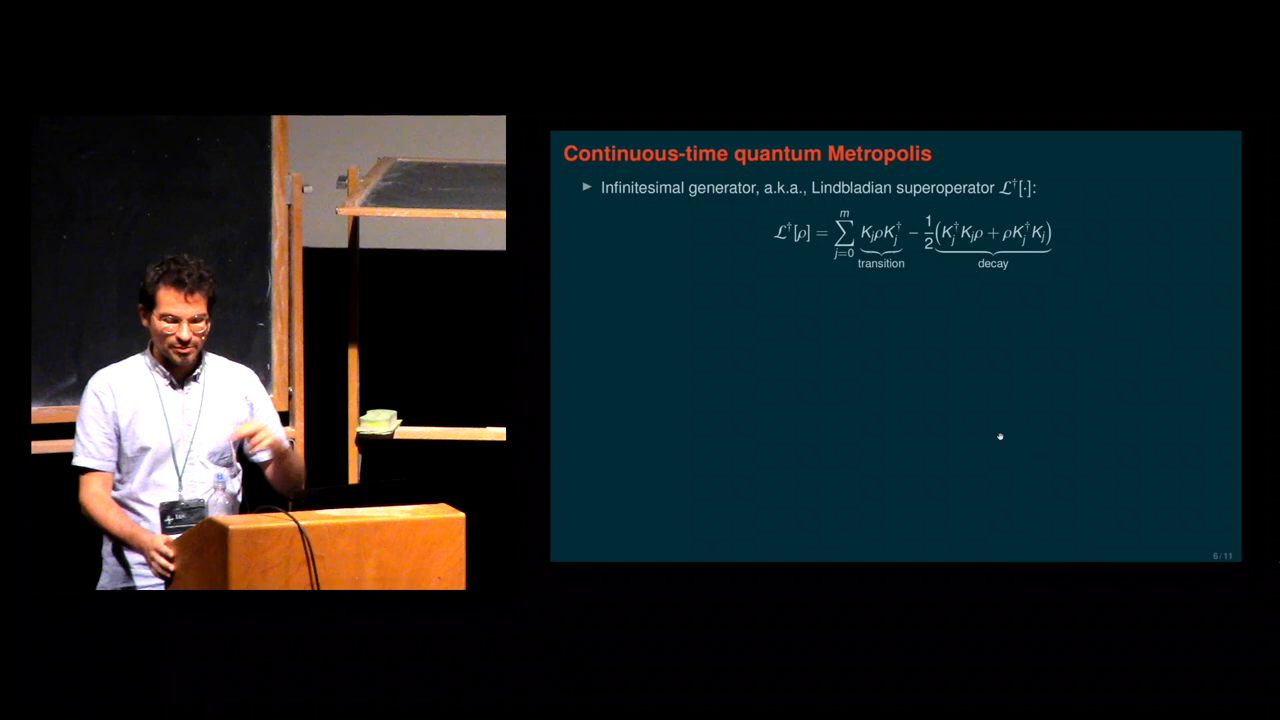 Continuous-time quantum Metropolis
▶ Infinitesimal generator, a.k.a., Lindbladian superoperator 𝓛†[·]:
𝓛†[ρ] = ∑_{j=0}^{m} K_jρK_j† − 1/2 (K_j†K_jρ + ρK_j†K_j)
transition decay
6 / 11